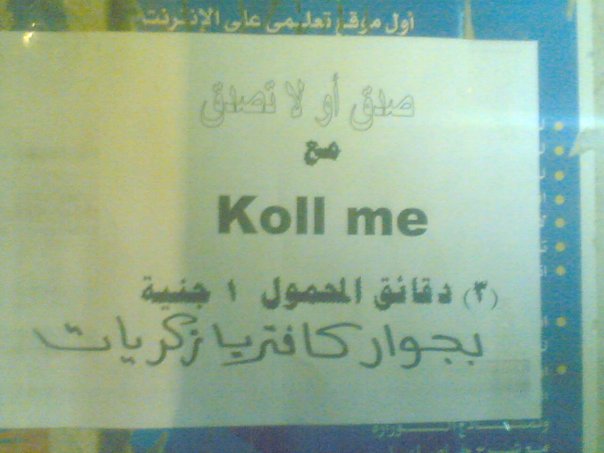 أول موقع تعليمى على الإنترنت
صدق أو لا تصدق
مع
Koll me
(٣) دقائق المحمول ١ جنية
بجوار كافتريا زكريات